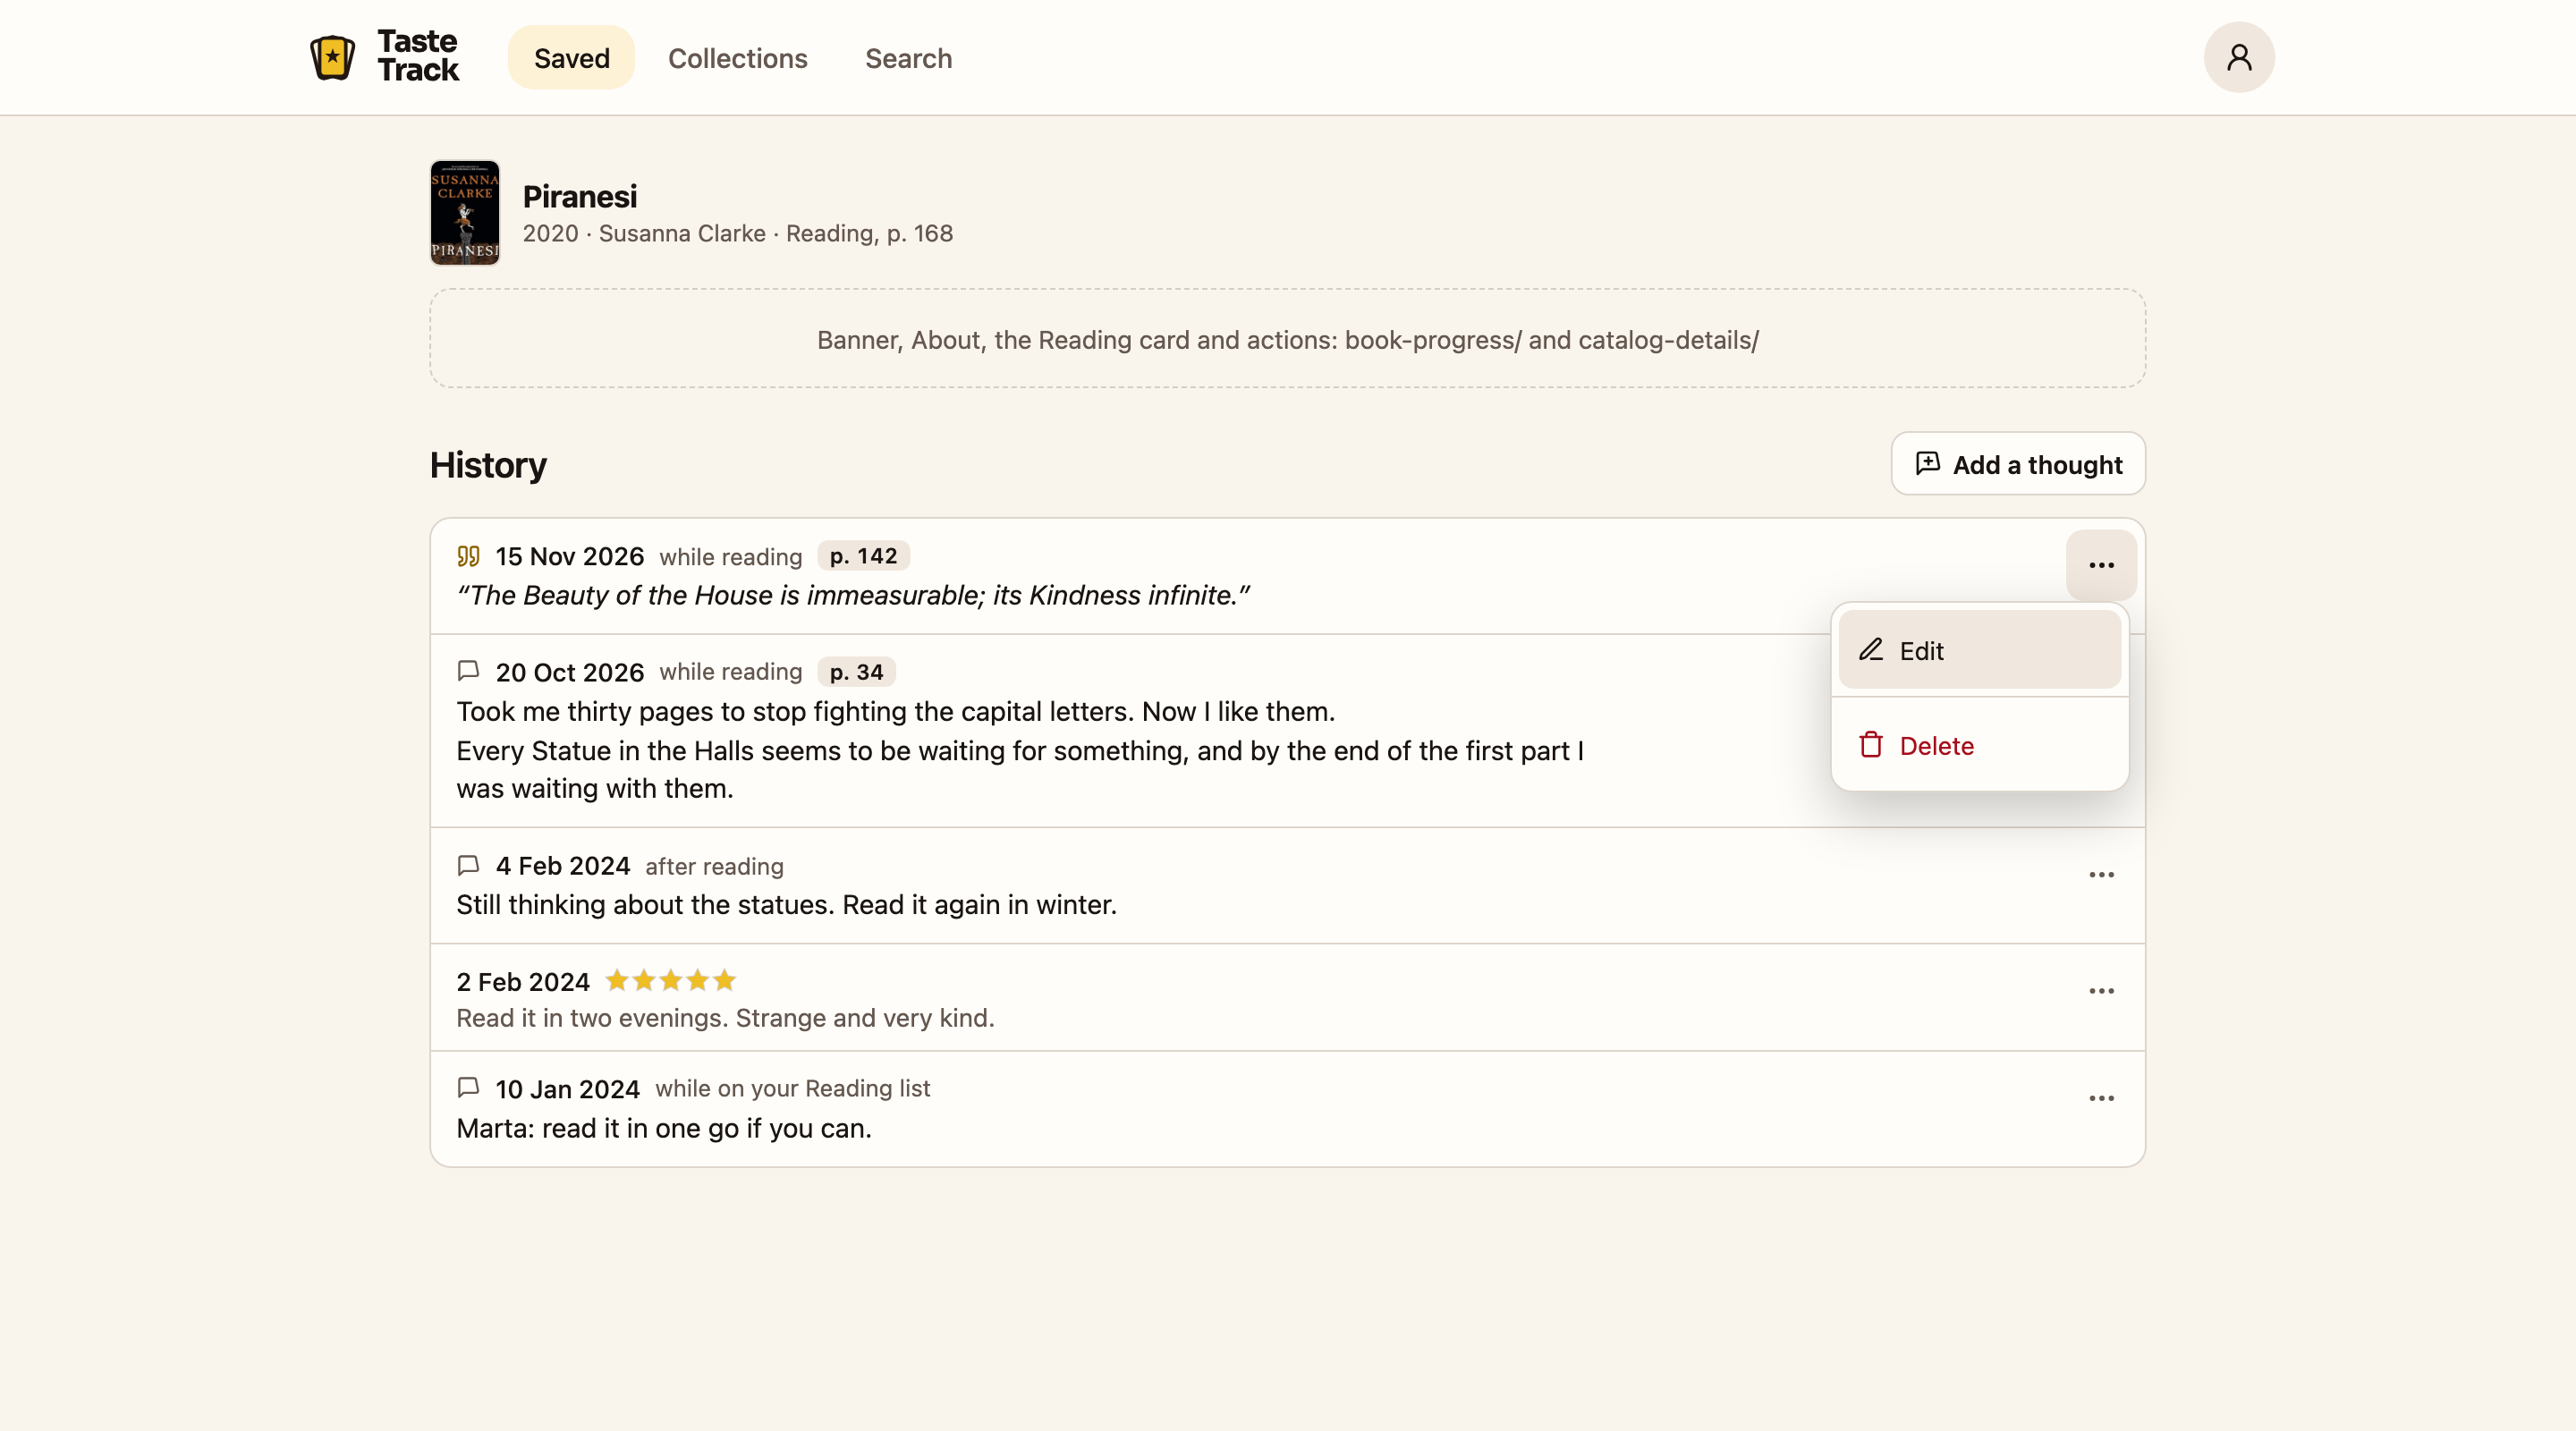 Taste
Track
Saved
Collections
Search
SUSANNA
CLARKE
PIRANESI
Piranesi
2020 · Susanna Clarke · Reading, p. 168
Banner, About, the Reading card and actions: book-progress/ and catalog-details/
History
Add a thought
15 Nov 2026 while reading p. 142
“The Beauty of the House is immeasurable; its Kindness infinite.”
Edit
Delete
20 Oct 2026 while reading p. 34
Took me thirty pages to stop fighting the capital letters. Now I like them.
Every Statue in the Halls seems to be waiting for something, and by the end of the first part I
was waiting with them.
4 Feb 2024 after reading
Still thinking about the statues. Read it again in winter.
2 Feb 2024
Read it in two evenings. Strange and very kind.
10 Jan 2024 while on your Reading list
Marta: read it in one go if you can.